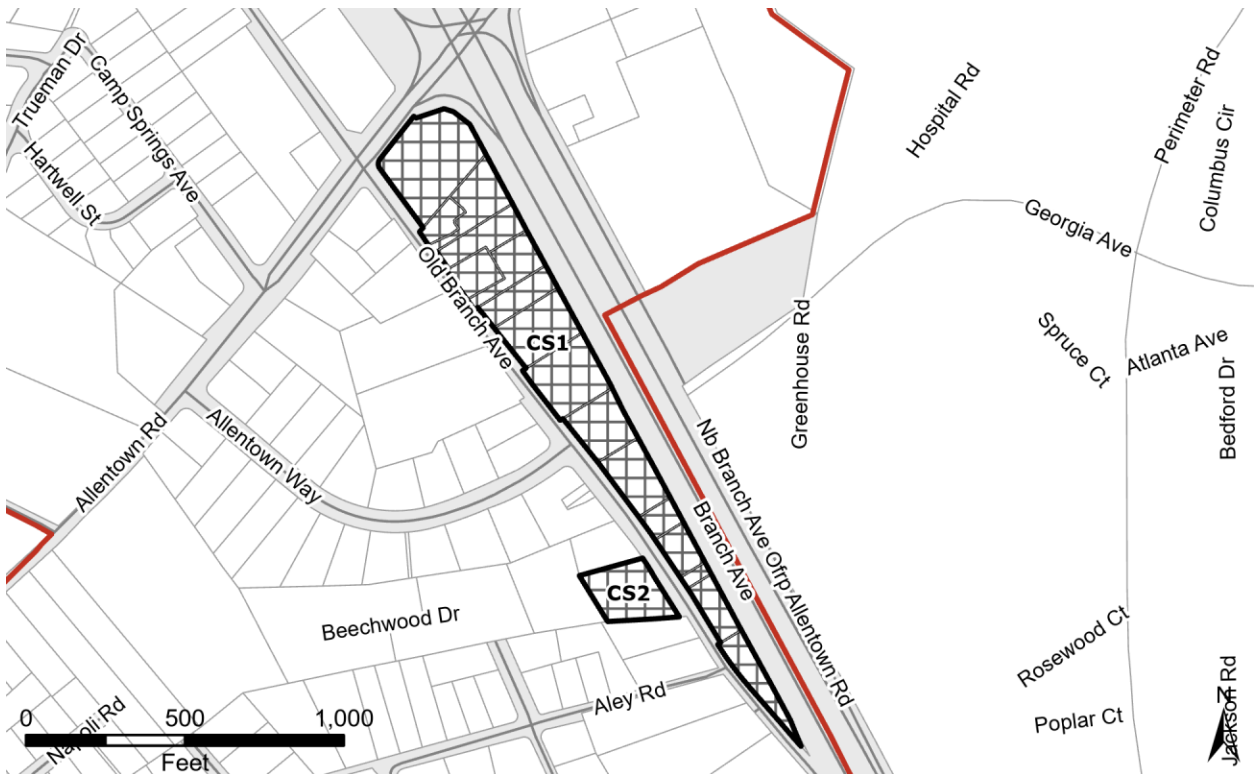 Trueman Dr
Camp Springs Ave
Hartwell St
Hospital Rd
Perimeter Rd
Columbus Cir
Georgia Ave
Old Branch Ave
CS1
Greenhouse Rd
Spruce Ct
Atlanta Ave
Bedford Dr
Allentown Rd
Allentown Way
Nb Branch Ave Ofrp Allentown Rd
Branch Ave
CS2
Beechwood Dr
Rosewood Ct
Aley Rd
Poplar Ct
Jackson Rd
N
Napoli Rd
0 500 1,000
Feet